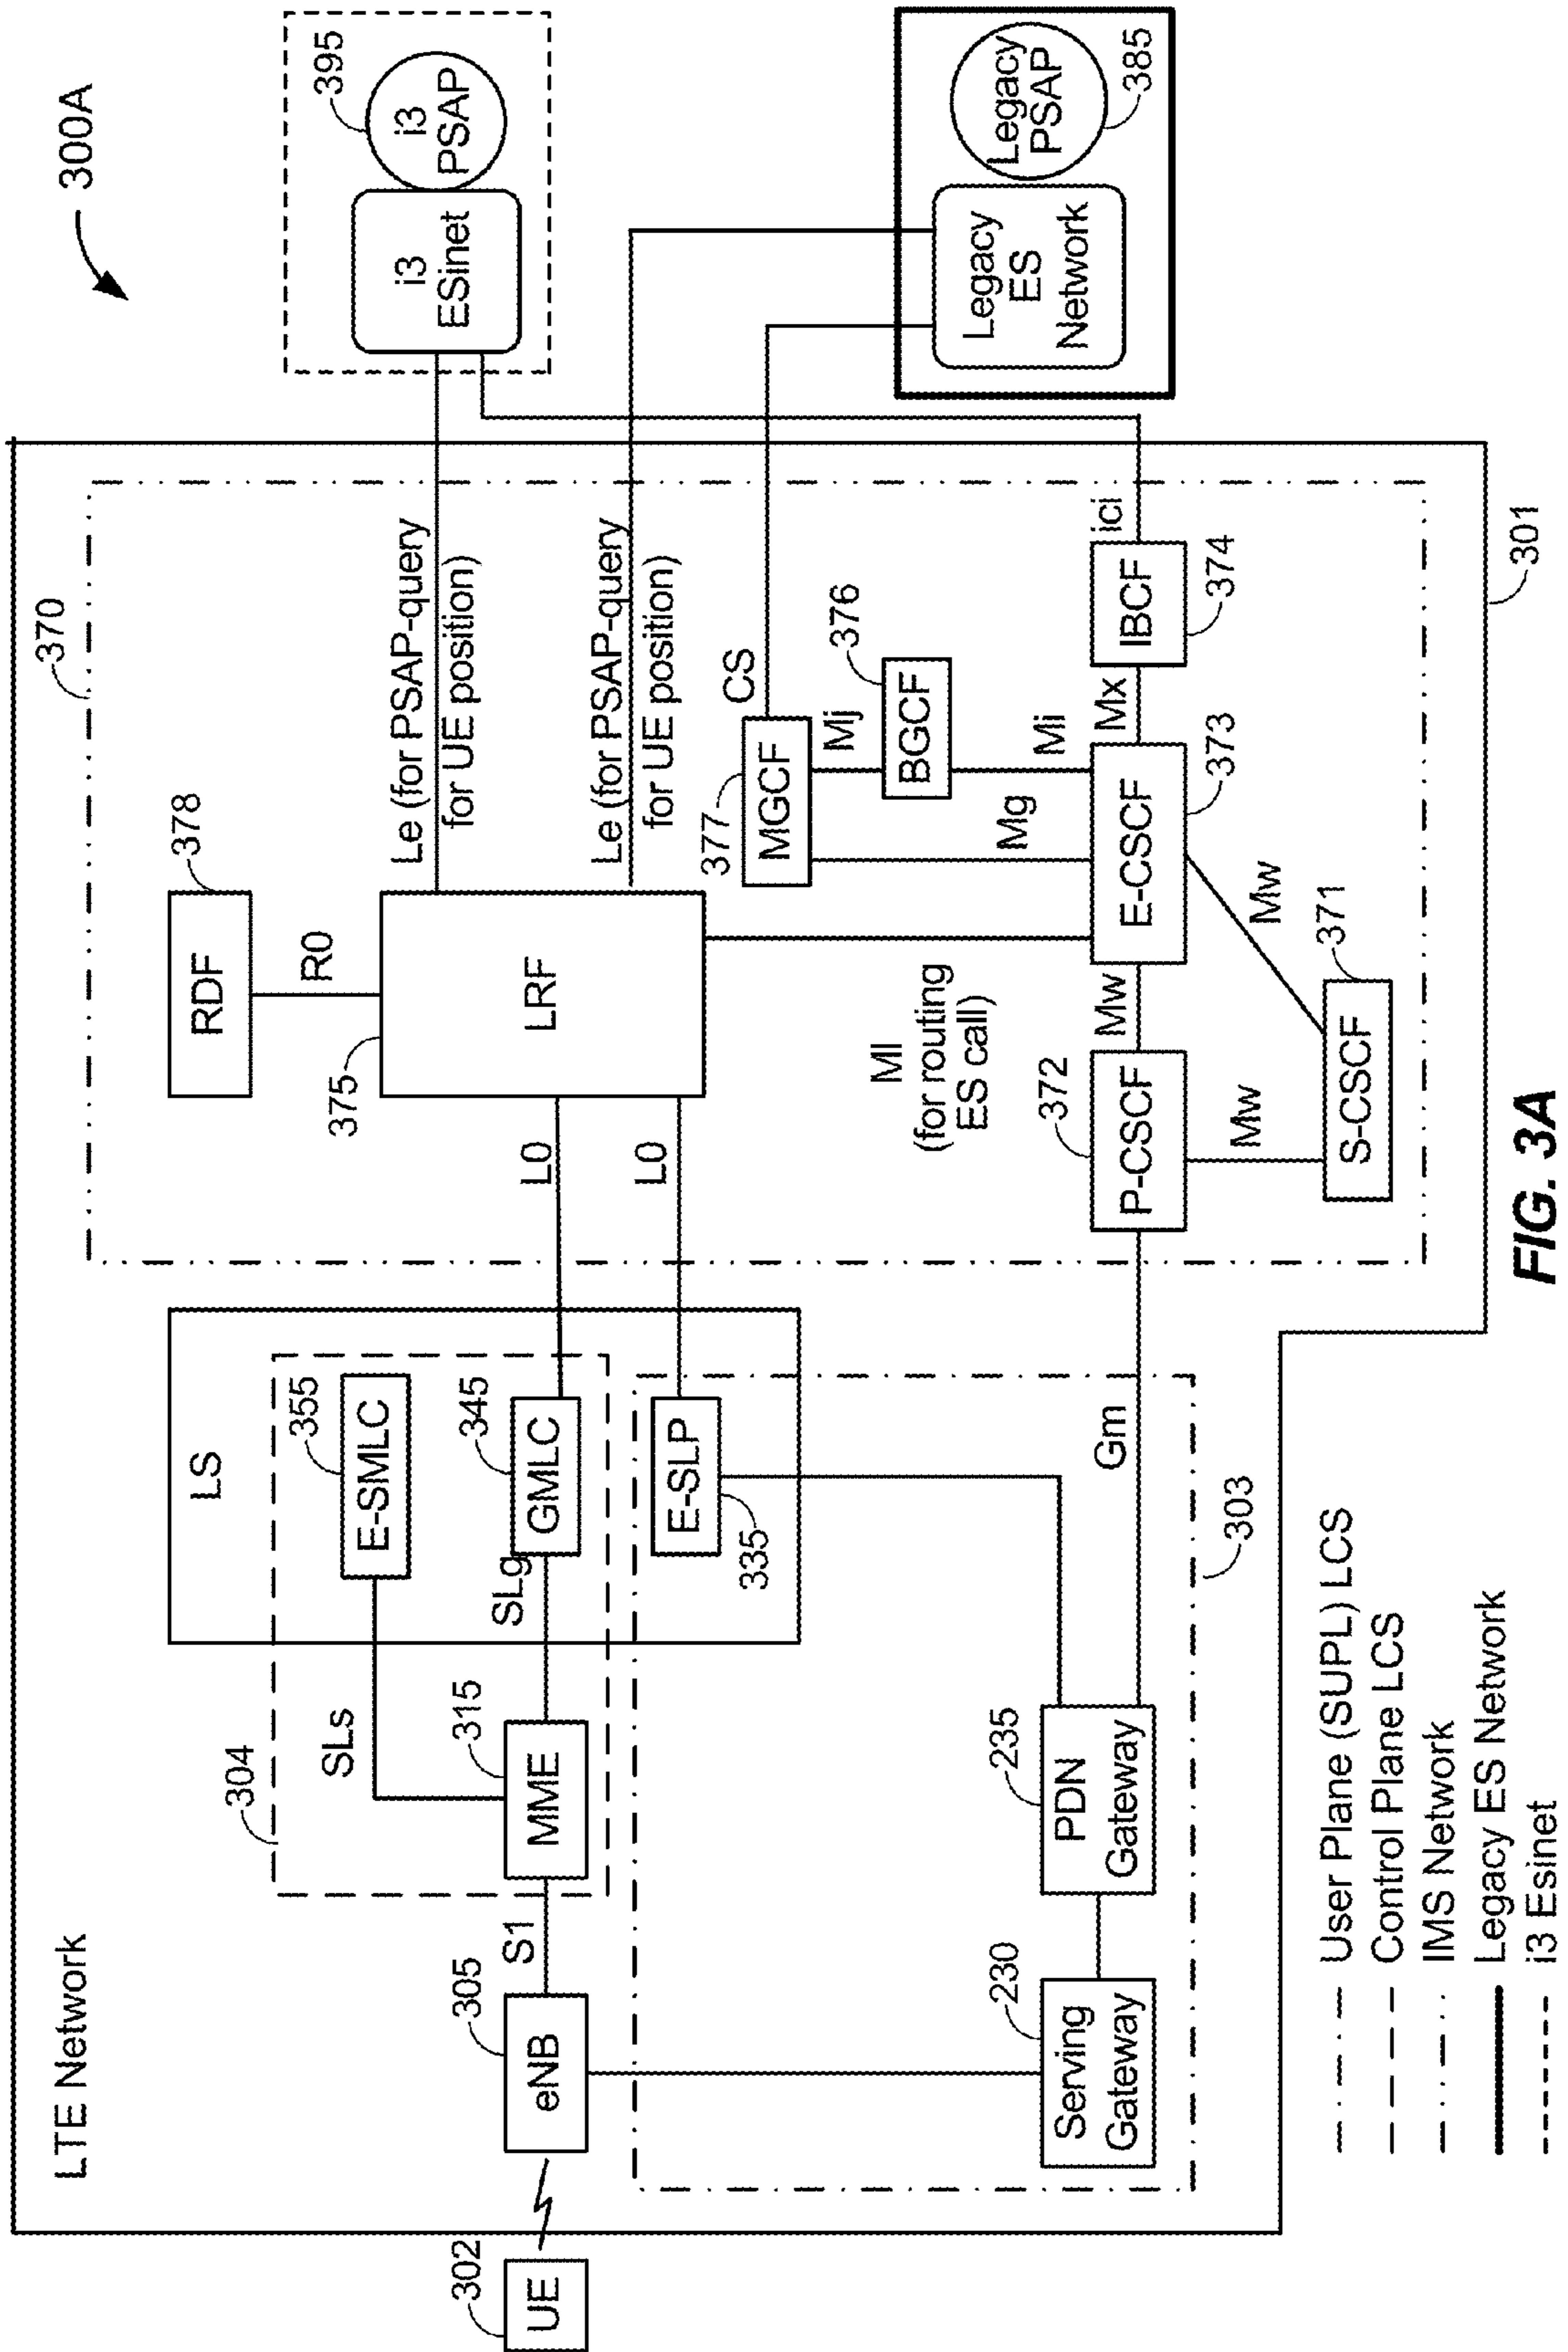 300A
LTE Network
370
RDF
378
R0
395
i3
ESinet
i3
PSAP
Le (for PSAP-query
for UE position)
LS
E-SMLC
355
304
SLs
302
UE
305
eNB
S1
315
MME
SLg
GMLC
345
L0
375
LRF
Le (for PSAP-query
for UE position)
E-SLP
335
L0
377
MGCF
CS
Mj
376
BGCF
Mg
Mi
Ml
(for routing
ES call)
Legacy
ES
Network
Legacy
PSAP
385
230
Serving
Gateway
235
PDN
Gateway
Gm
372
P-CSCF
Mw
E-CSCF
373
Mx
IBCF
374
ici
303
Mw
Mw
371
S-CSCF
301
User Plane (SUPL) LCS
Control Plane LCS
IMS Network
Legacy ES Network
i3 Esinet
FIG. 3A